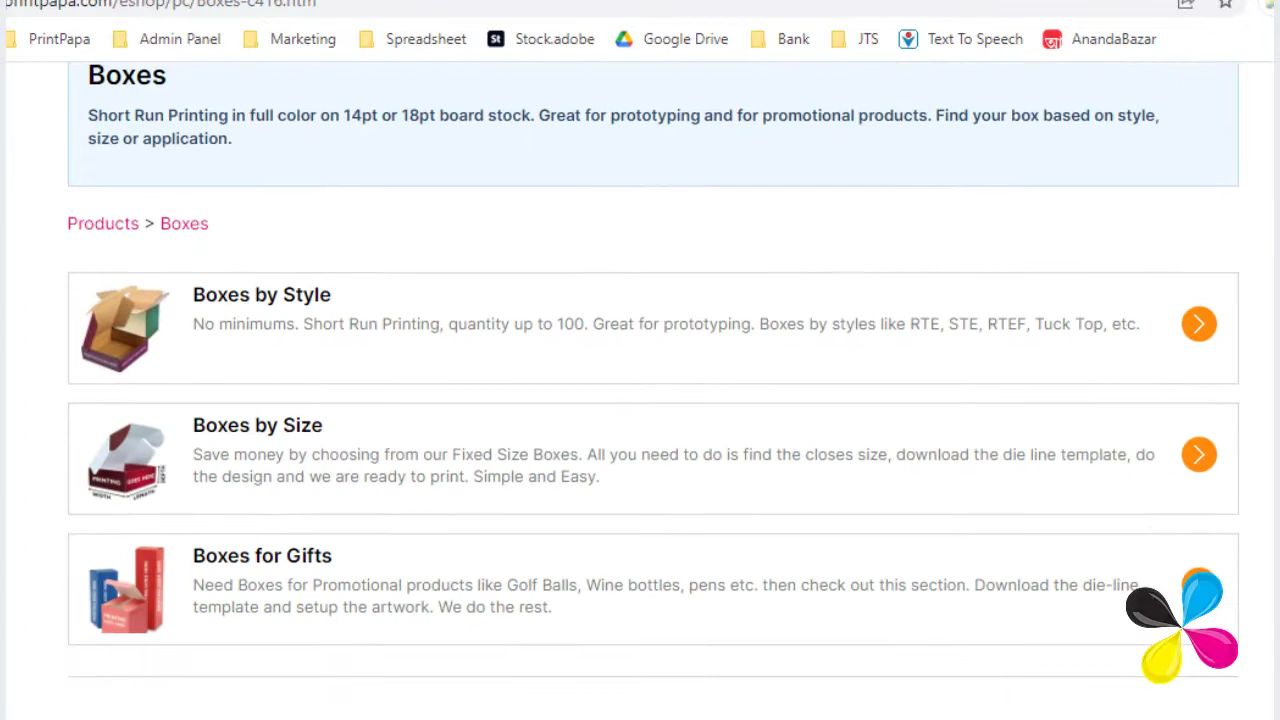 printpapa.com/eshop/pc/Boxes-c416.htm
PrintPapa Admin Panel Marketing Spreadsheet St Stock.adobe Google Drive Bank JTS Text To Speech AnandaBazar
Boxes
Short Run Printing in full color on 14pt or 18pt board stock. Great for prototyping and for promotional products. Find your box based on style,
size or application.
Products > Boxes
Boxes by Style
No minimums. Short Run Printing, quantity up to 100. Great for prototyping. Boxes by styles like RTE, STE, RTEF, Tuck Top, etc.
Boxes by Size
Save money by choosing from our Fixed Size Boxes. All you need to do is find the closes size, download the die line template, do
the design and we are ready to print. Simple and Easy.
PRINTING GOES HERE
WIDTH LENGTH DEPTH
Boxes for Gifts
Need Boxes for Promotional products like Golf Balls, Wine bottles, pens etc. then check out this section. Download the die-line
template and setup the artwork. We do the rest.